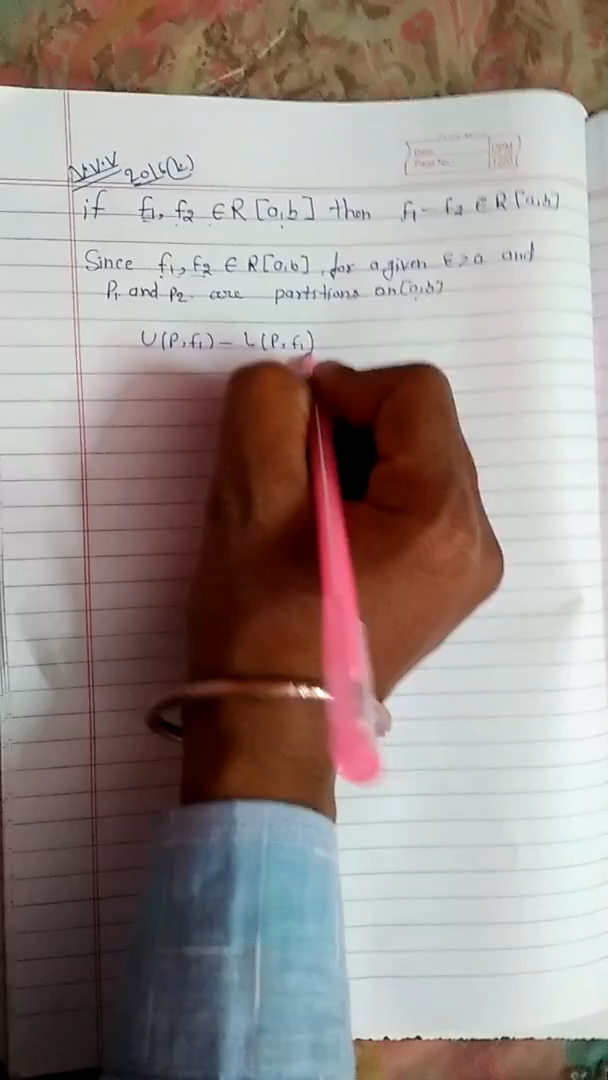 V.V.V 2016(k)
if f₁, f₂ ∈ R [a,b] then f₁ - f₂ ∈ R [a,b]
Since f₁, f₂ ∈ R [a,b], for a given ε > 0 and
P₁ and P₂ are partitions on [a,b]
U(P, f₁) - L(P, f₁)